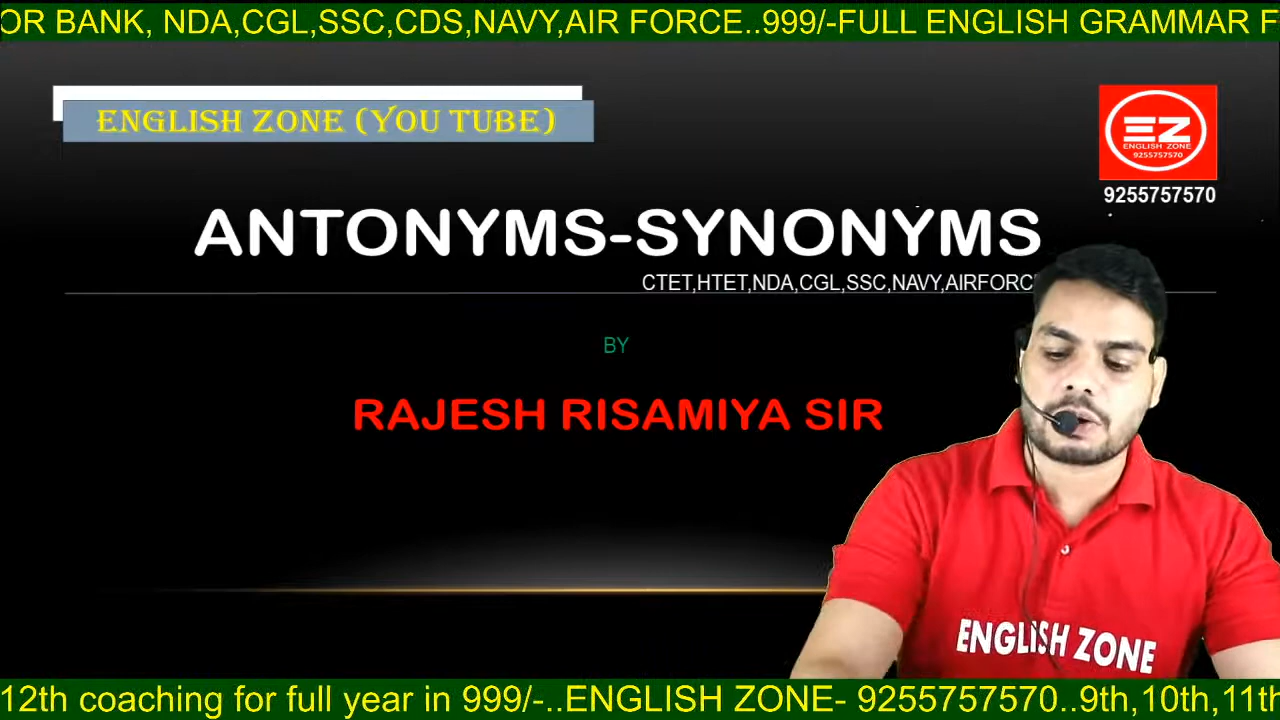 OR BANK, NDA,CGL,SSC,CDS,NAVY,AIR FORCE..999/-FULL ENGLISH GRAMMAR F
ENGLISH ZONE (YOU TUBE)
EZ
ENGLISH ZONE
9255757570
9255757570
ANTONYMS-SYNONYMS
CTET,HTET,NDA,CGL,SSC,NAVY,AIRFORC
BY
RAJESH RISAMIYA SIR
ENGLISH ZONE
12th coaching for full year in 999/-..ENGLISH ZONE- 9255757570..9th,10th,11th